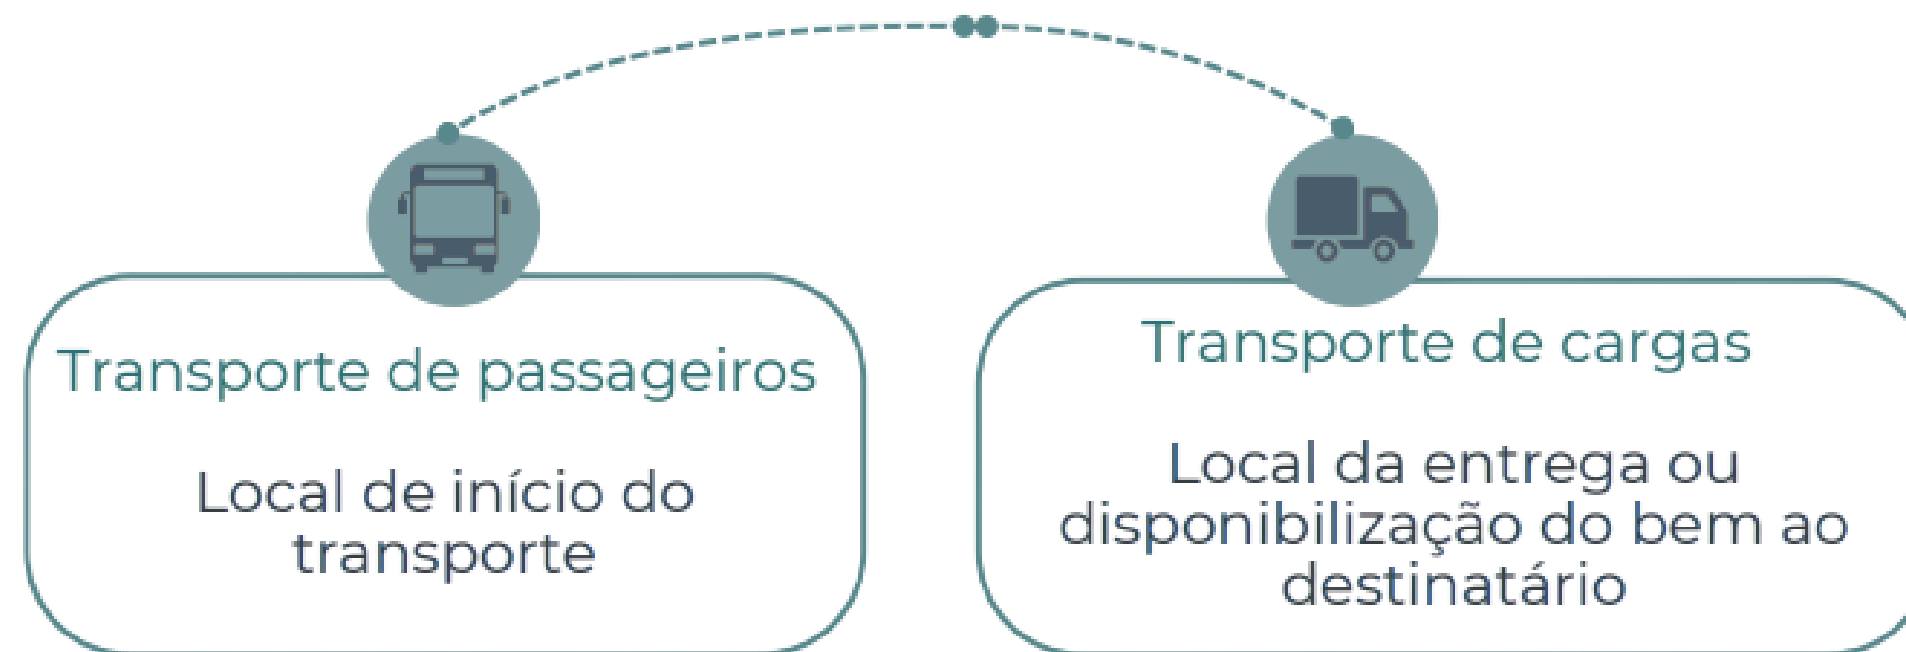 Transporte de passageiros
Local de início do
transporte
Transporte de cargas
Local da entrega ou
disponibilização do bem ao
destinatário